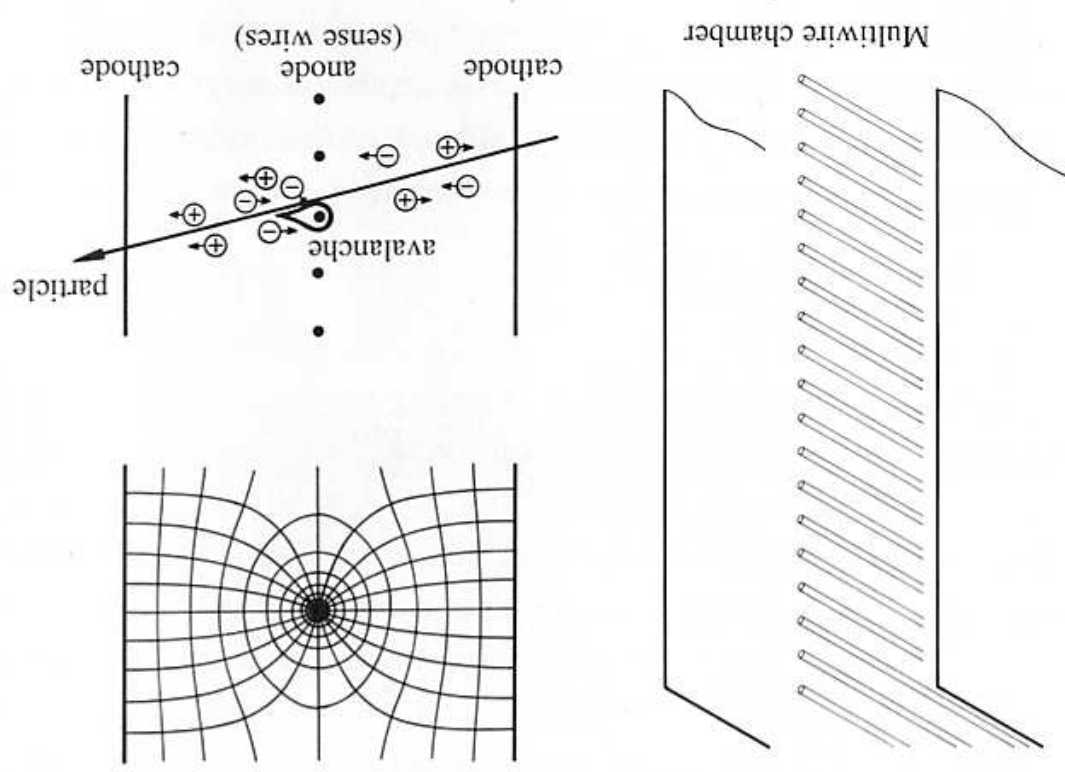 particle
avalanche
cathode anode cathode
(sense wires)
Multiwire chamber